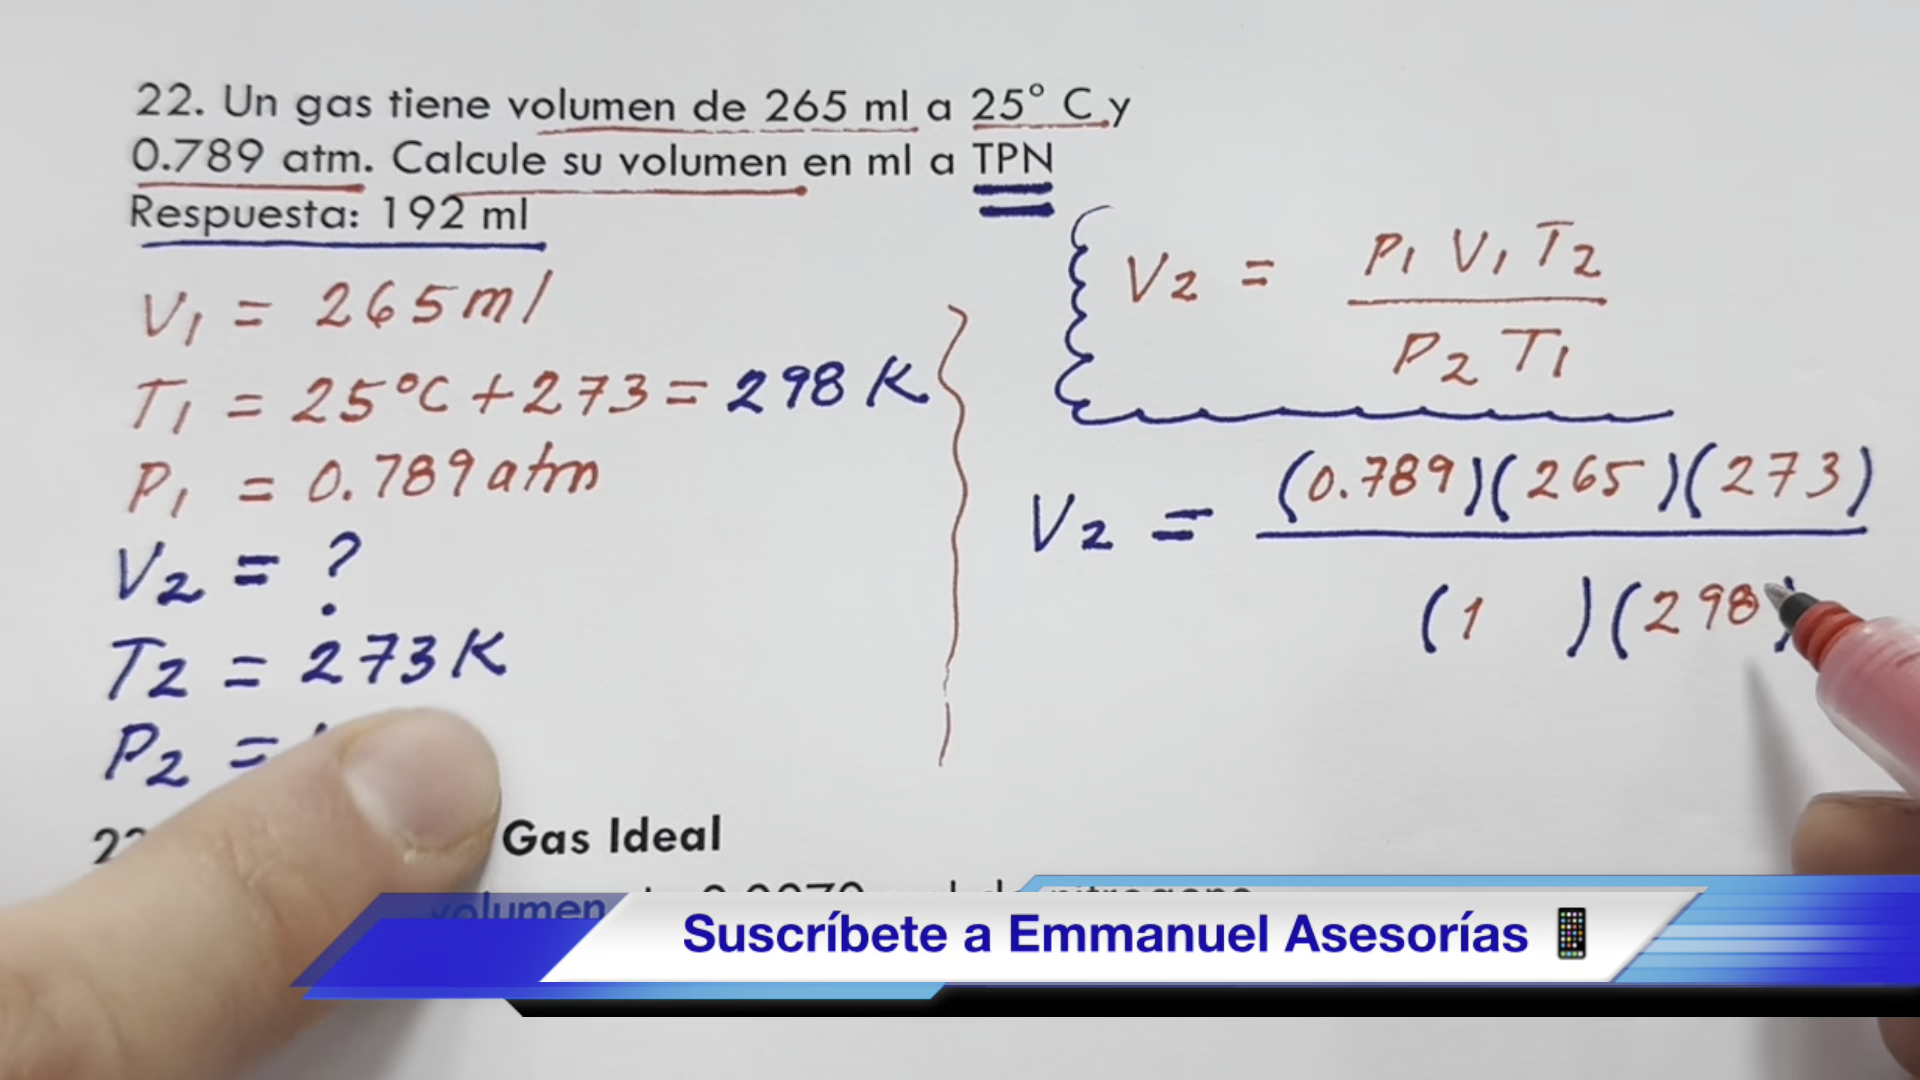 22. Un gas tiene volumen de 265 ml a 25° C y
0.789 atm. Calcule su volumen en ml a TPN
Respuesta: 192 ml
V1 = 265 ml
T1 = 25°C + 273 = 298 K
P1 = 0.789 atm
V2 = ?
T2 = 273 K
P2 =
V2 = P1 V1 T2
P2 T1
V2 = (0.789)(265)(273)
(1 )(298)
Gas Ideal
volumen
Suscríbete a Emmanuel Asesorías